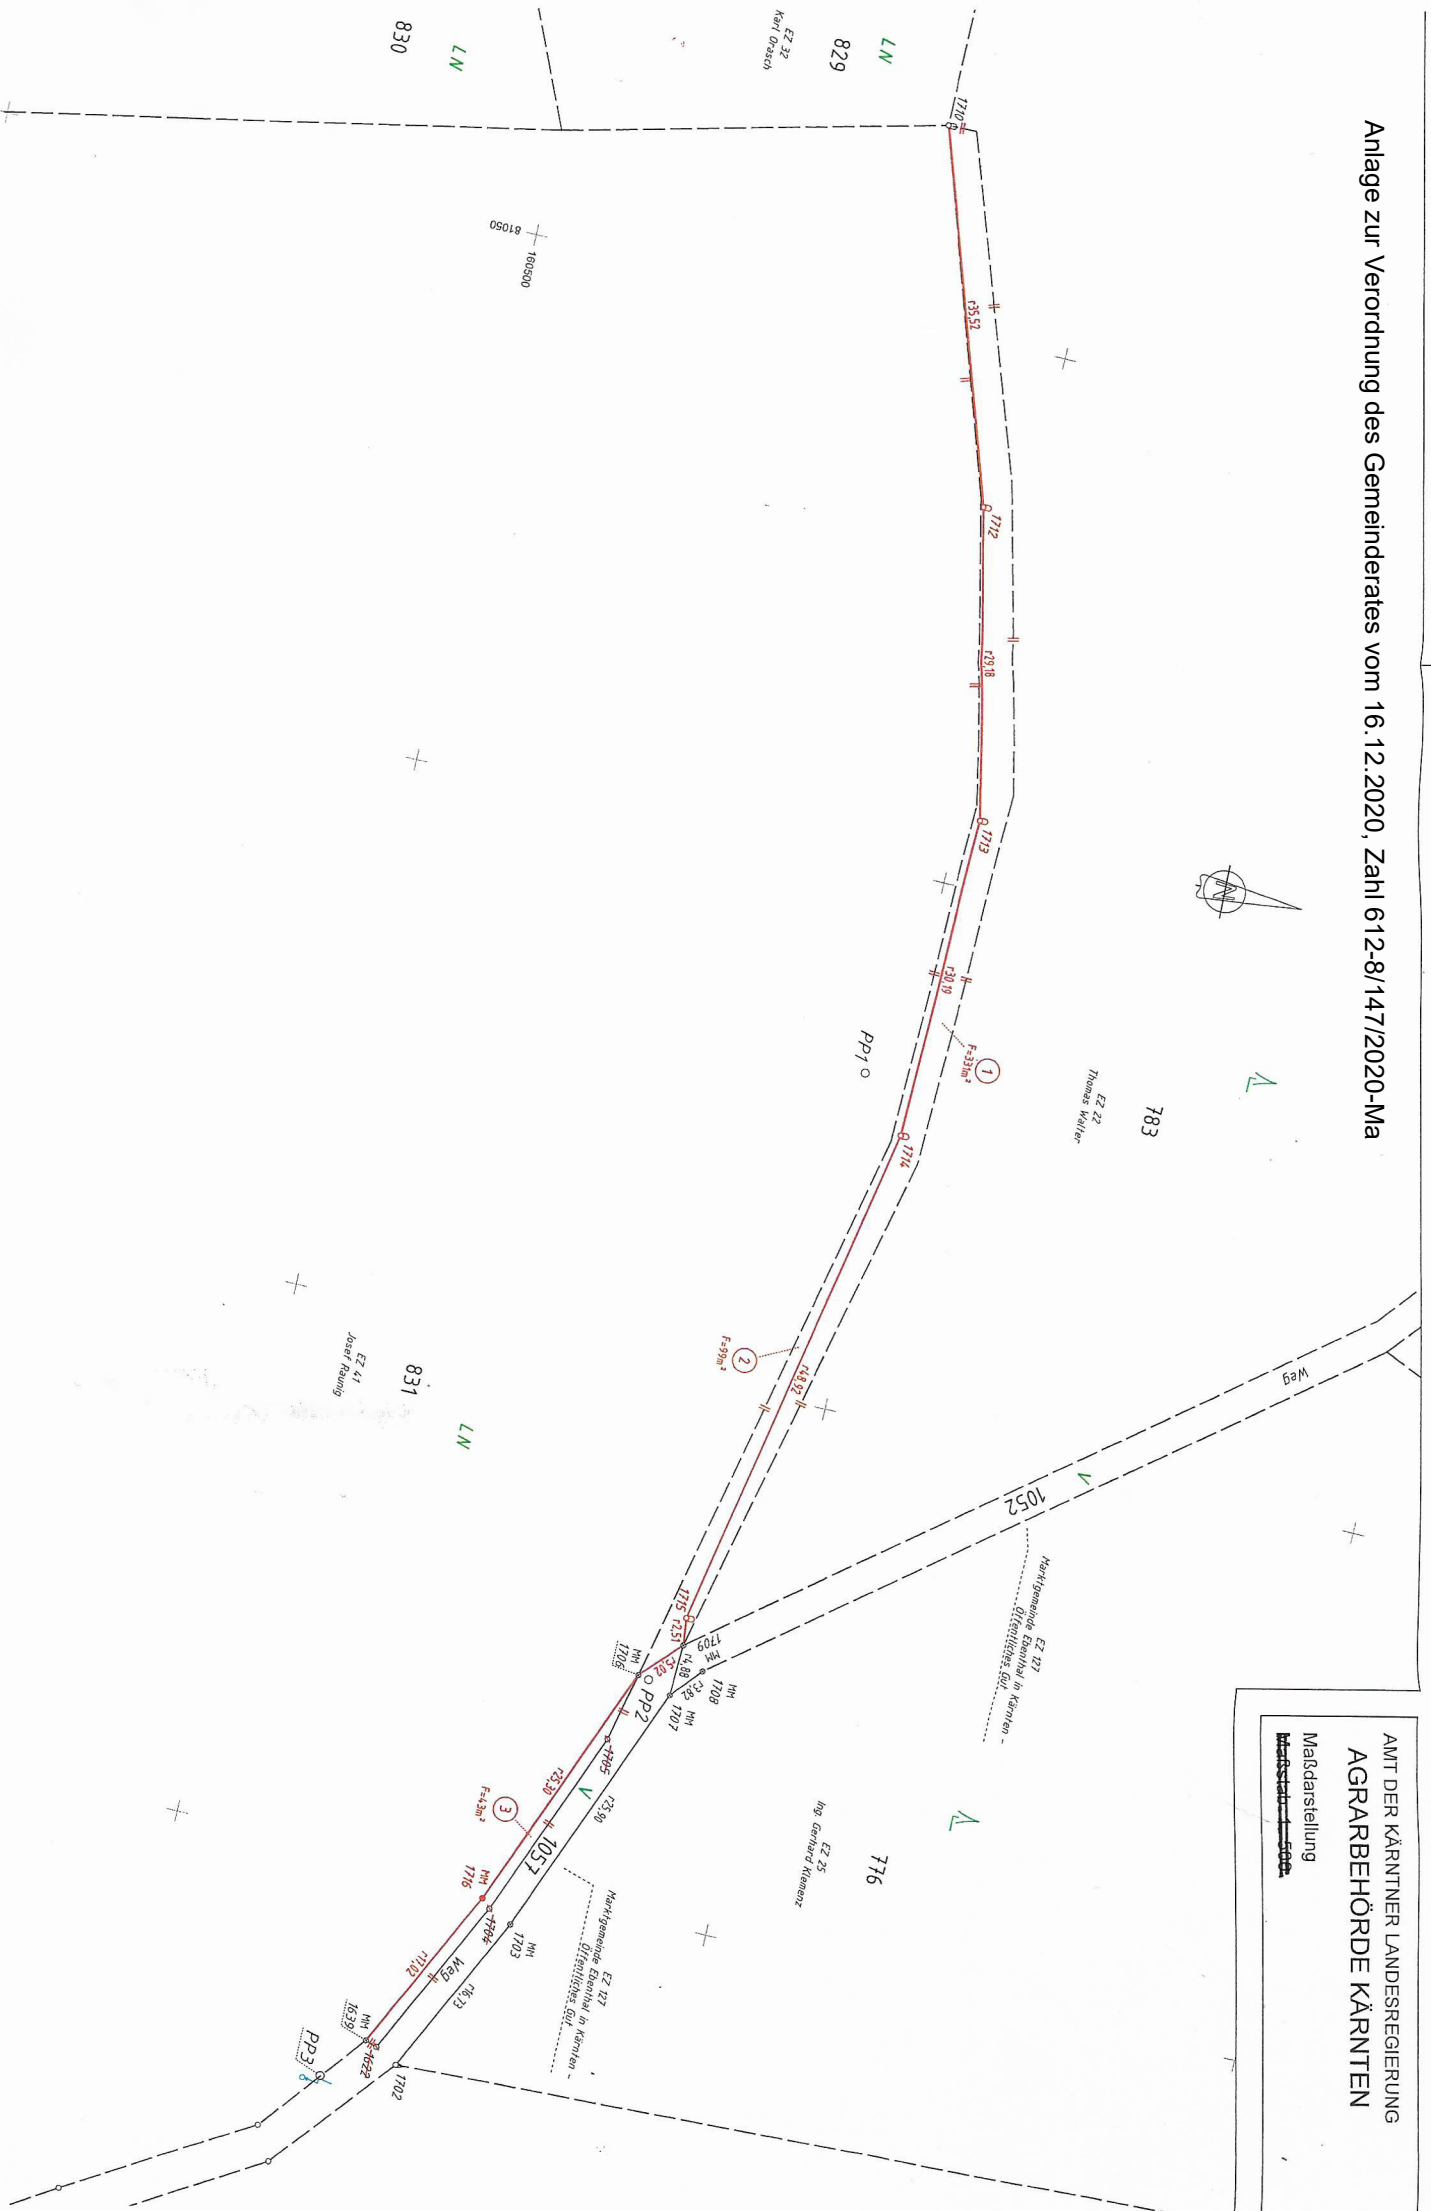 Anlage zur Verordnung des Gemeinderates vom 16.12.2020, Zahl 612-8/147/2020-Ma
AMT DER KÄRNTNER LANDESREGIERUNG
AGRARBEHÖRDE KÄRNTEN
Maßdarstellung
Maßstab 1 : 500
830
LN
EZ 32
Karl Orasch
829
LN
1710
81050
160500
r35,52
1712
r29,18
1713
N
r30,19
1
F=331m²
PP1
1714
EZ 22
Thomas Walter
783
2
F=99m²
r48,92
EZ 41
Josef Raunig
831
LN
Weg
V
1052
EZ 127
Marktgemeinde Ebenthal in Kärnten -
Öffentliches Gut
1715
r2,51
1709
MM
r4,88
r5,02
r3,82
MM
1708
MM
1706
PP2
MM
1707
1705
V
r25,30
r25,90
3
F=43m²
1057
MM
1716
1704
MM
1703
EZ 25
Ing. Gerhard Klemenz
776
EZ 127
Marktgemeinde Ebenthal in Kärnten -
Öffentliches Gut
Weg
r17,02
r16,73
MM
1639
1622
1702
PP3